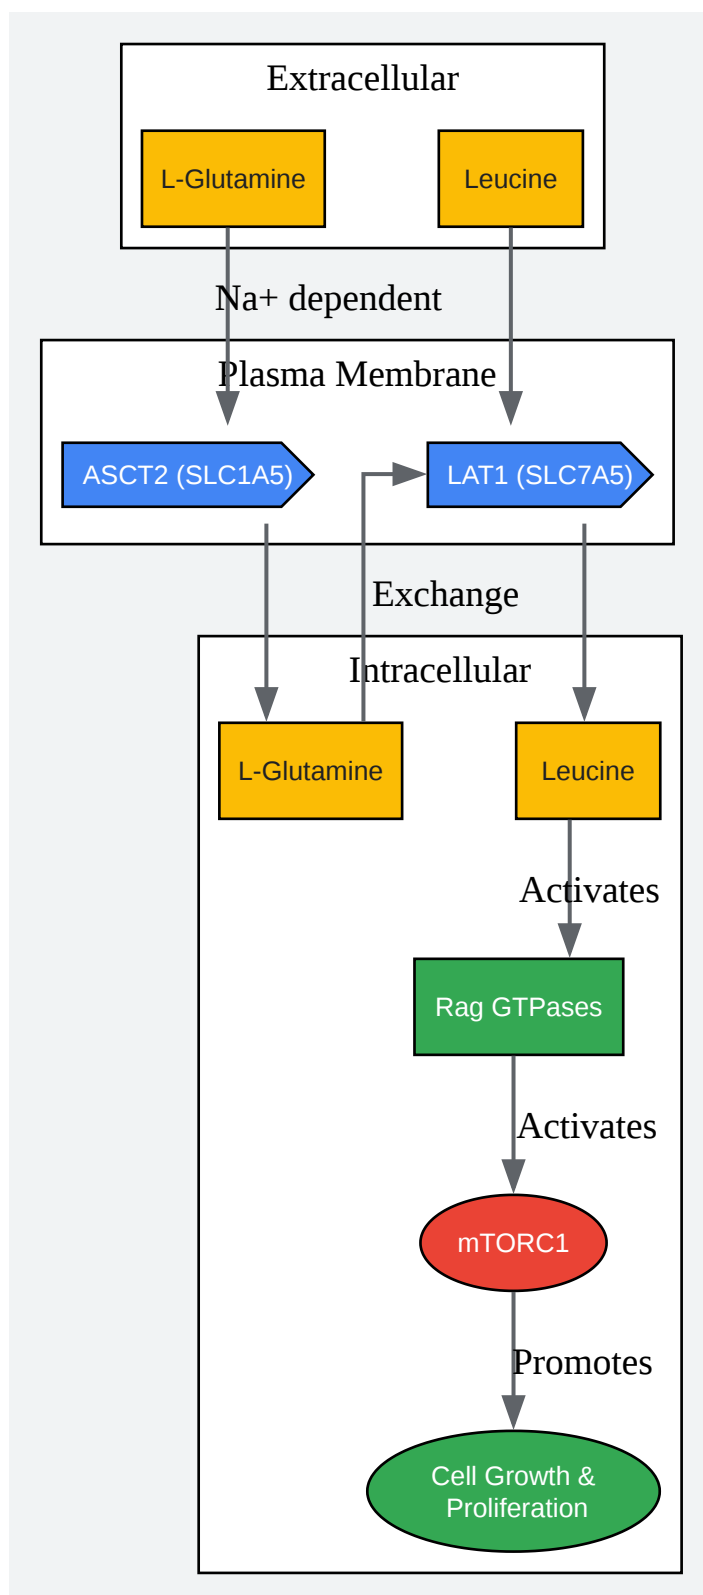 Extracellular
L-Glutamine
Leucine
Na+ dependent
Plasma Membrane
ASCT2 (SLC1A5)
LAT1 (SLC7A5)
Exchange
Intracellular
L-Glutamine
Leucine
Activates
Rag GTPases
Activates
mTORC1
Promotes
Cell Growth &
Proliferation